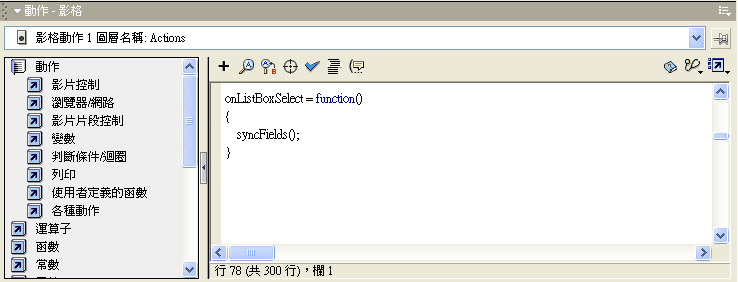 動作 - 影格
影格動作 1 圖層名稱: Actions
動作
影片控制
瀏覽器/網路
影片片段控制
變數
判斷條件/迴圈
列印
使用者定義的函數
各種動作
運算子
函數
常數
onListBoxSelect = function()
{
syncFields();
}
行 78 (共 300 行)，欄 1